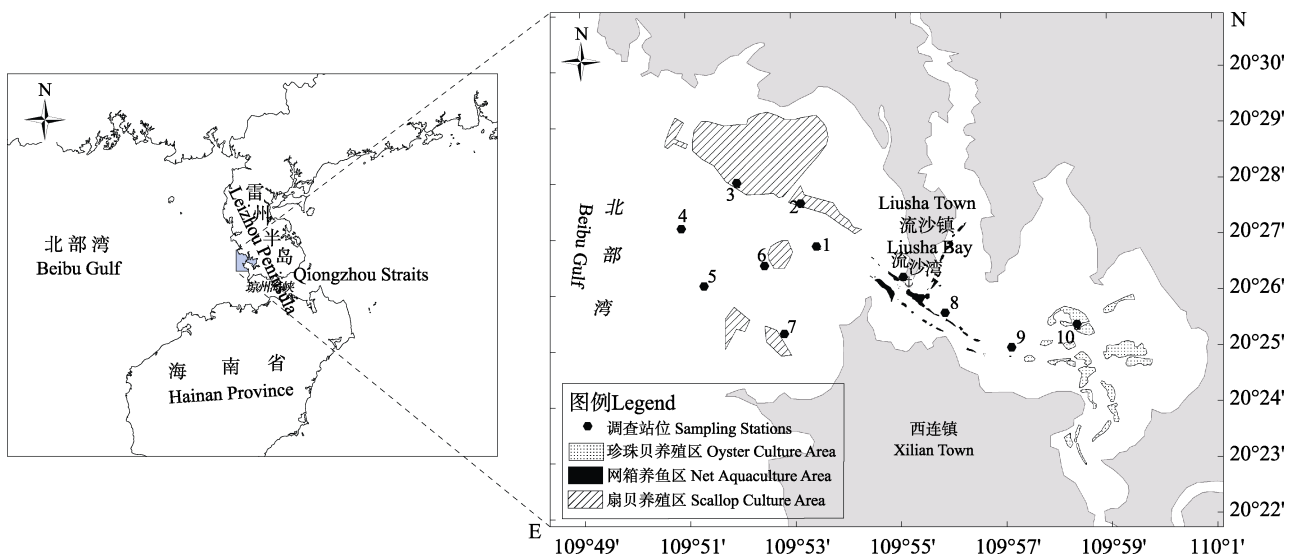 N
雷州半岛
Leizhou Penninsula
北部湾
Beibu Gulf
Qiongzhou Straits
琼州海峡
海南省
Hainan Province
N
N
北部湾
Beibu Gulf
1
2
3
4
5
6
7
8
9
10
Liusha Town
流沙镇
Liusha Bay
流沙湾
西连镇
Xilian Town
图例Legend
调查站位 Sampling Stations
珍珠贝养殖区 Oyster Culture Area
网箱养鱼区 Net Aquaculture Area
扇贝养殖区 Scallop Culture Area
20°30'
20°29'
20°28'
20°27'
20°26'
20°25'
20°24'
20°23'
20°22'
E
109°49'
109°51'
109°53'
109°55'
109°57'
109°59'
110°1'